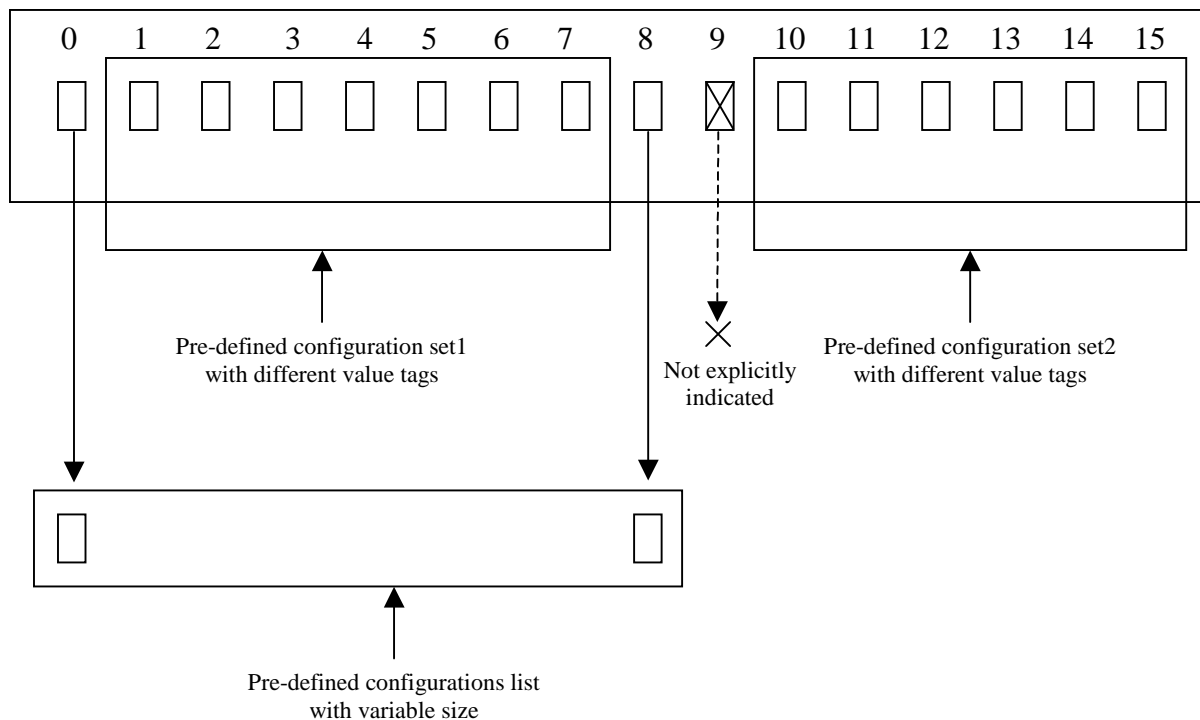 0 1 2 3 4 5 6 7 8 9 10 11 12 13 14 15
Pre-defined configuration set1
with different value tags
Not explicitly
indicated
Pre-defined configuration set2
with different value tags
Pre-defined configurations list
with variable size